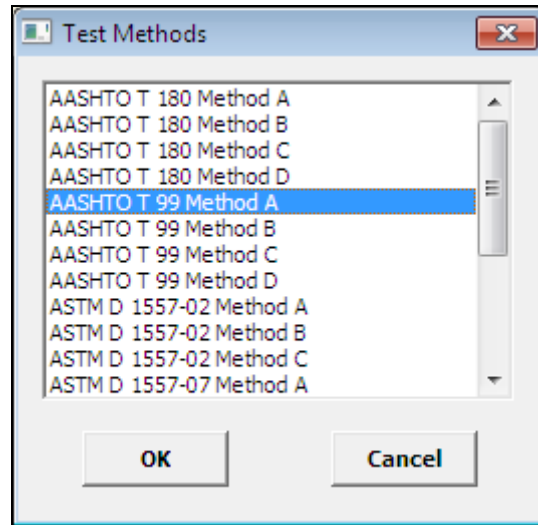 Test Methods
AASHTO T 180 Method A
AASHTO T 180 Method B
AASHTO T 180 Method C
AASHTO T 180 Method D
AASHTO T 99 Method A
AASHTO T 99 Method B
AASHTO T 99 Method C
AASHTO T 99 Method D
ASTM D 1557-02 Method A
ASTM D 1557-02 Method B
ASTM D 1557-02 Method C
ASTM D 1557-07 Method A
OK Cancel